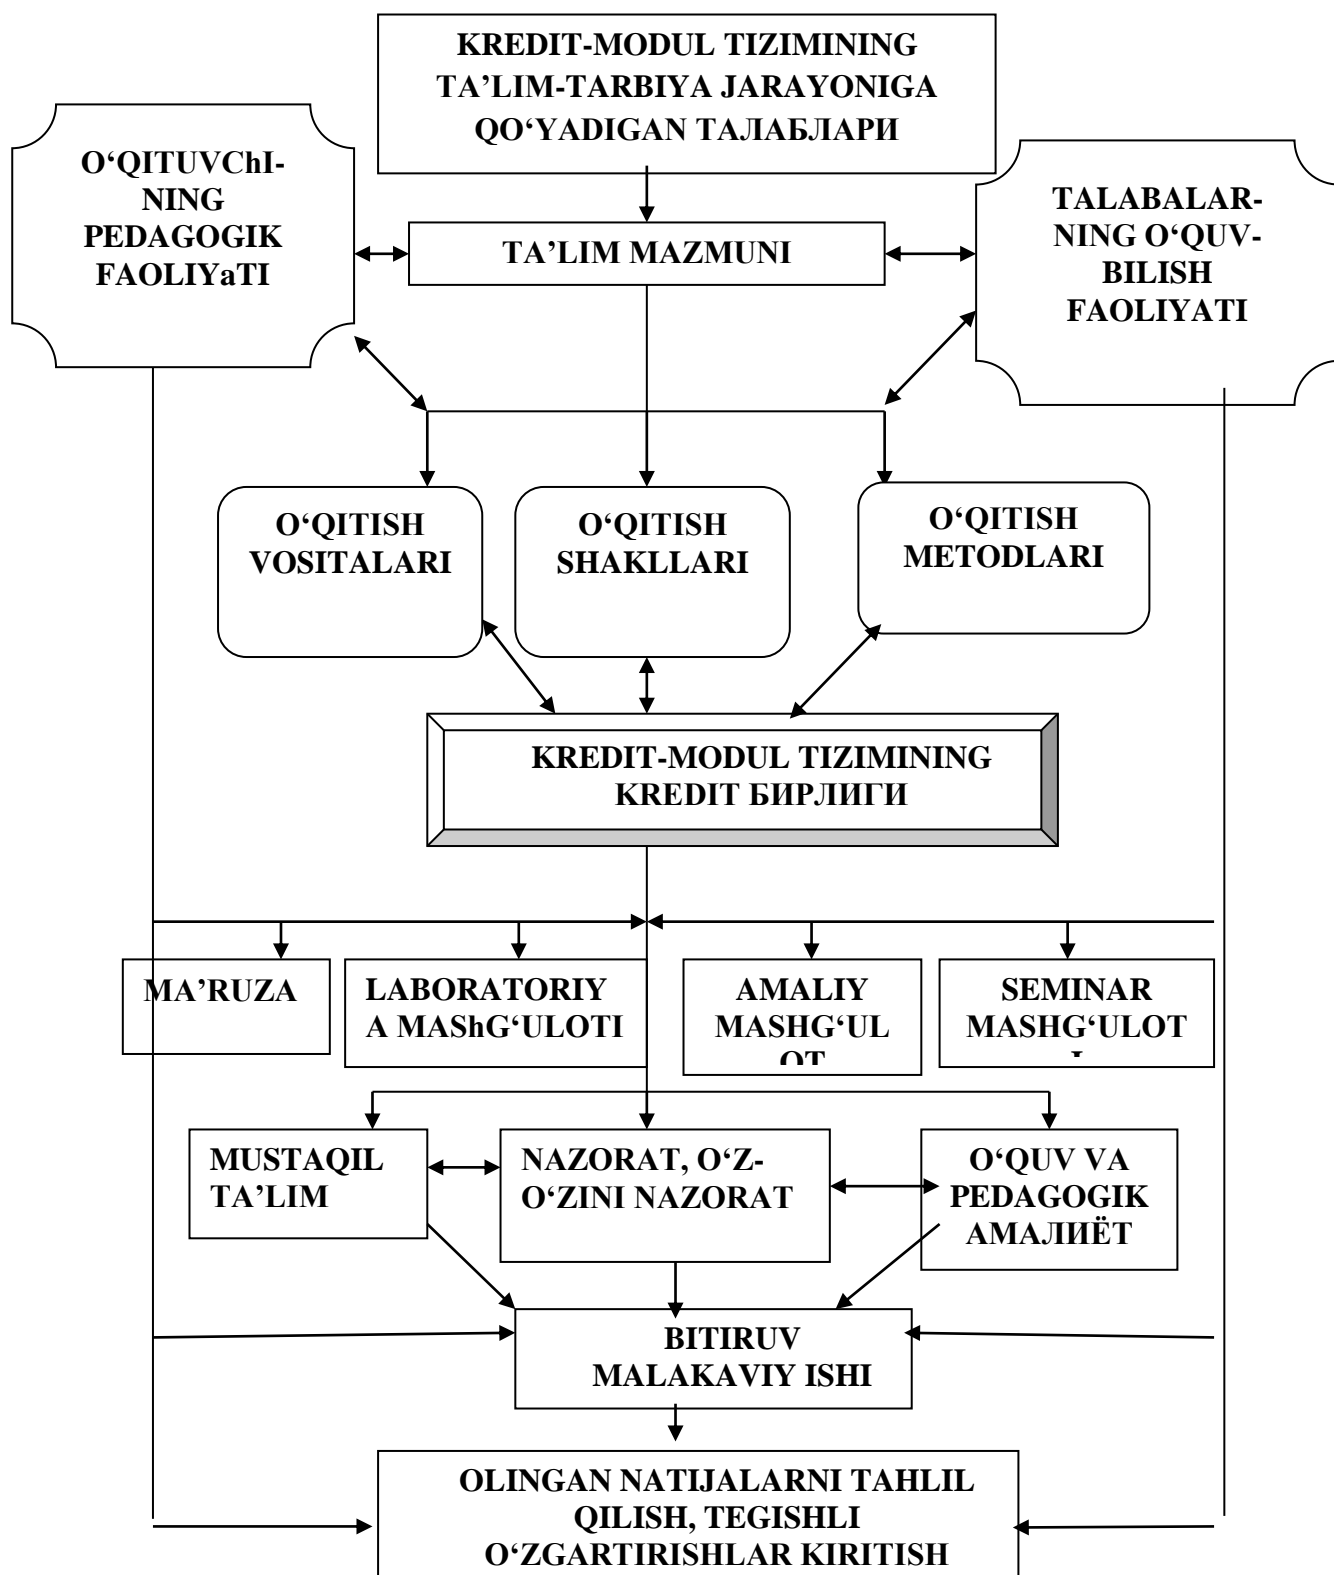 KREDIT-MODUL TIZIMINING
TA’LIM-TARBIYA JARAYONIGA
QO‘YADIGAN ТАЛАБЛАРИ
O‘QITUVChI-
NING
PEDAGOGIK
FAOLIYaTI
TA’LIM MAZMUNI
TALABALAR-
NING O‘QUV-
BILISH
FAOLIYATI
O‘QITISH
VOSITALARI
O‘QITISH
SHAKLLARI
O‘QITISH
METODLARI
KREDIT-MODUL TIZIMINING
KREDIT БИРЛИГИ
MA’RUZA
LABORATORIY
A MAShG‘ULOTI
AMALIY
MASHG‘UL
OT
SEMINAR
MASHG‘ULOT
I
MUSTAQIL
TA’LIM
NAZORAT, O‘Z-
O‘ZINI NAZORAT
O‘QUV VA
PEDAGOGIK
АМАЛИЁТ
BITIRUV
MALAKAVIY ISHI
OLINGAN NATIJALARNI TAHLIL
QILISH, TEGISHLI
O‘ZGARTIRISHLAR KIRITISH